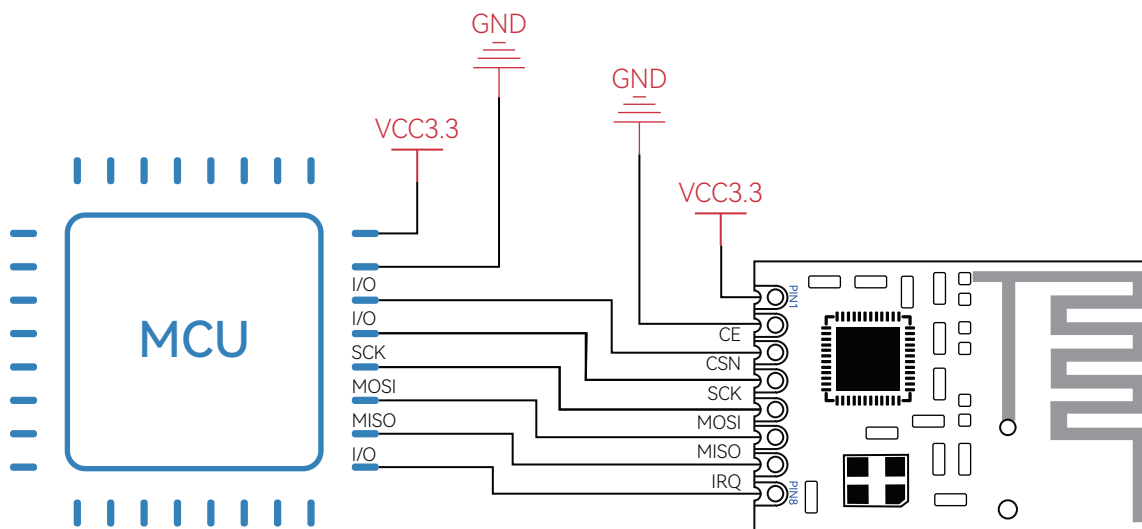 GND
GND
VCC3.3
VCC3.3
MCU
I/O
I/O
SCK
MOSI
MISO
I/O
PIN1
CE
CSN
SCK
MOSI
MISO
IRQ
PIN8